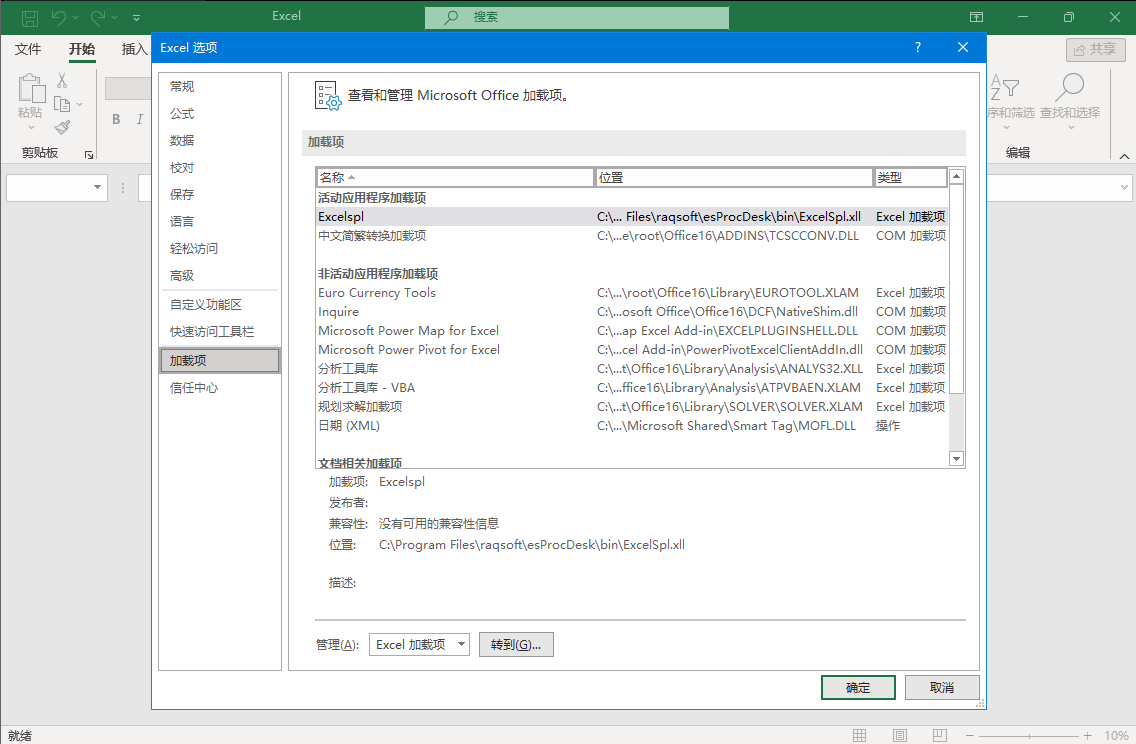 Excel
搜索
文件 开始 插入
共享
粘贴
B I
剪贴板
序和筛选 查找和选择
编辑
Excel 选项
?
常规
公式
数据
校对
保存
语言
轻松访问
高级
自定义功能区
快速访问工具栏
加载项
信任中心
查看和管理 Microsoft Office 加载项。
加载项
名称 位置 类型
活动应用程序加载项
Excelspl C:\... Files\raqsoft\esProcDesk\bin\ExcelSpl.xll Excel 加载项
中文简繁转换加载项 C:\...e\root\Office16\ADDINS\TCSCCONV.DLL COM 加载项
非活动应用程序加载项
Euro Currency Tools C:\...\root\Office16\Library\EUROTOOL.XLAM Excel 加载项
Inquire C:\...osoft Office\Office16\DCF\NativeShim.dll COM 加载项
Microsoft Power Map for Excel C:\...ap Excel Add-in\EXCELPLUGINSHELL.DLL COM 加载项
Microsoft Power Pivot for Excel C:\...cel Add-in\PowerPivotExcelClientAddIn.dll COM 加载项
分析工具库 C:\...t\Office16\Library\Analysis\ANALYS32.XLL Excel 加载项
分析工具库 - VBA C:\...ffice16\Library\Analysis\ATPVBAEN.XLAM Excel 加载项
规划求解加载项 C:\...t\Office16\Library\SOLVER\SOLVER.XLAM Excel 加载项
日期 (XML) C:\...\Microsoft Shared\Smart Tag\MOFL.DLL 操作
文档相关加载项
加载项: Excelspl
发布者:
兼容性: 没有可用的兼容性信息
位置: C:\Program Files\raqsoft\esProcDesk\bin\ExcelSpl.xll
描述:
管理(A): Excel 加载项 转到(G)...
确定 取消
就绪
10%